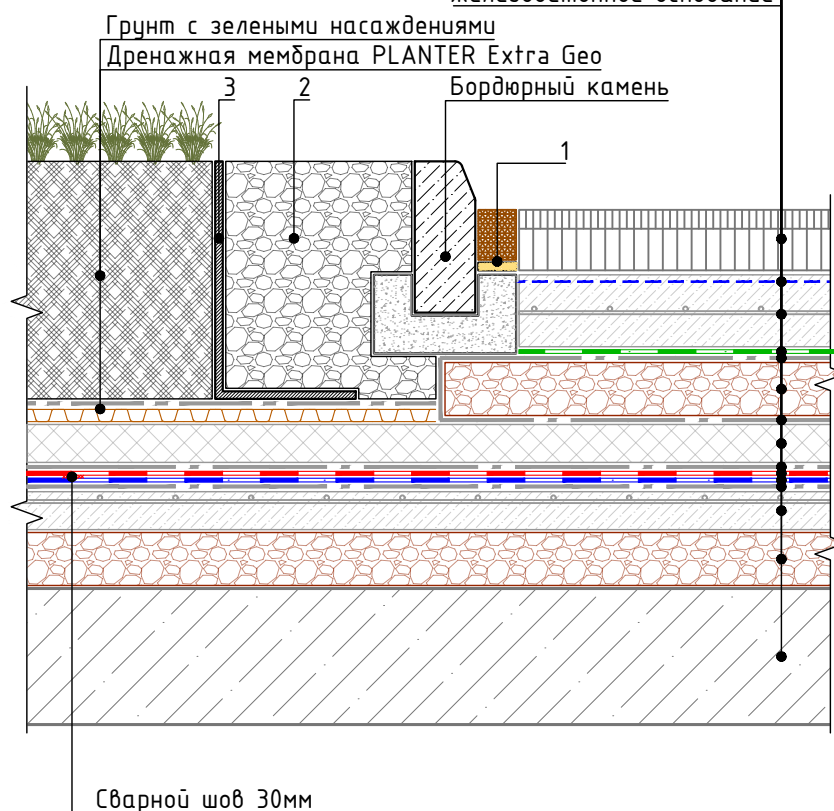 Грунт с зелеными насаждениями
Дренажная мембрана PLANTER Extra Geo
3
2
Бордюрный камень
1
Сварной шов 30мм